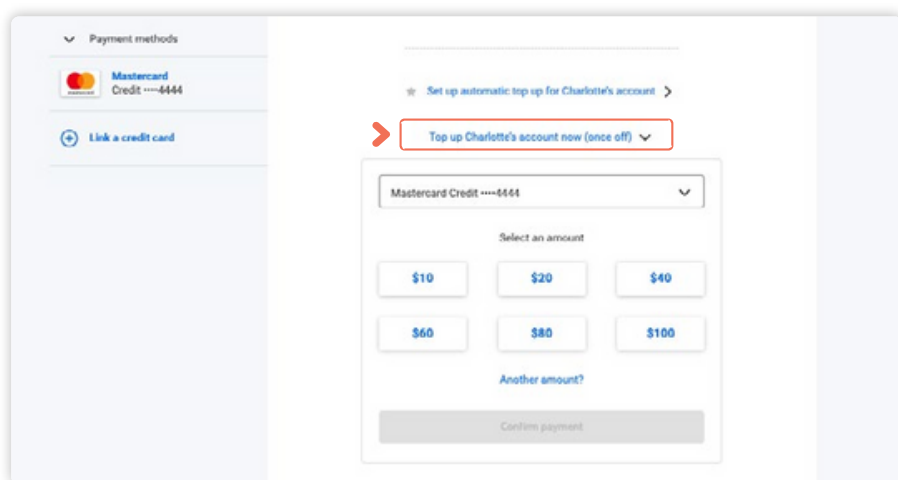 Payment methods
Mastercard
Credit ····4444
Link a credit card
Set up automatic top up for Charlotte's account
Top up Charlotte's account now (once off)
Mastercard Credit ····4444
Select an amount
$10 $20 $40
$60 $80 $100
Another amount?
Confirm payment